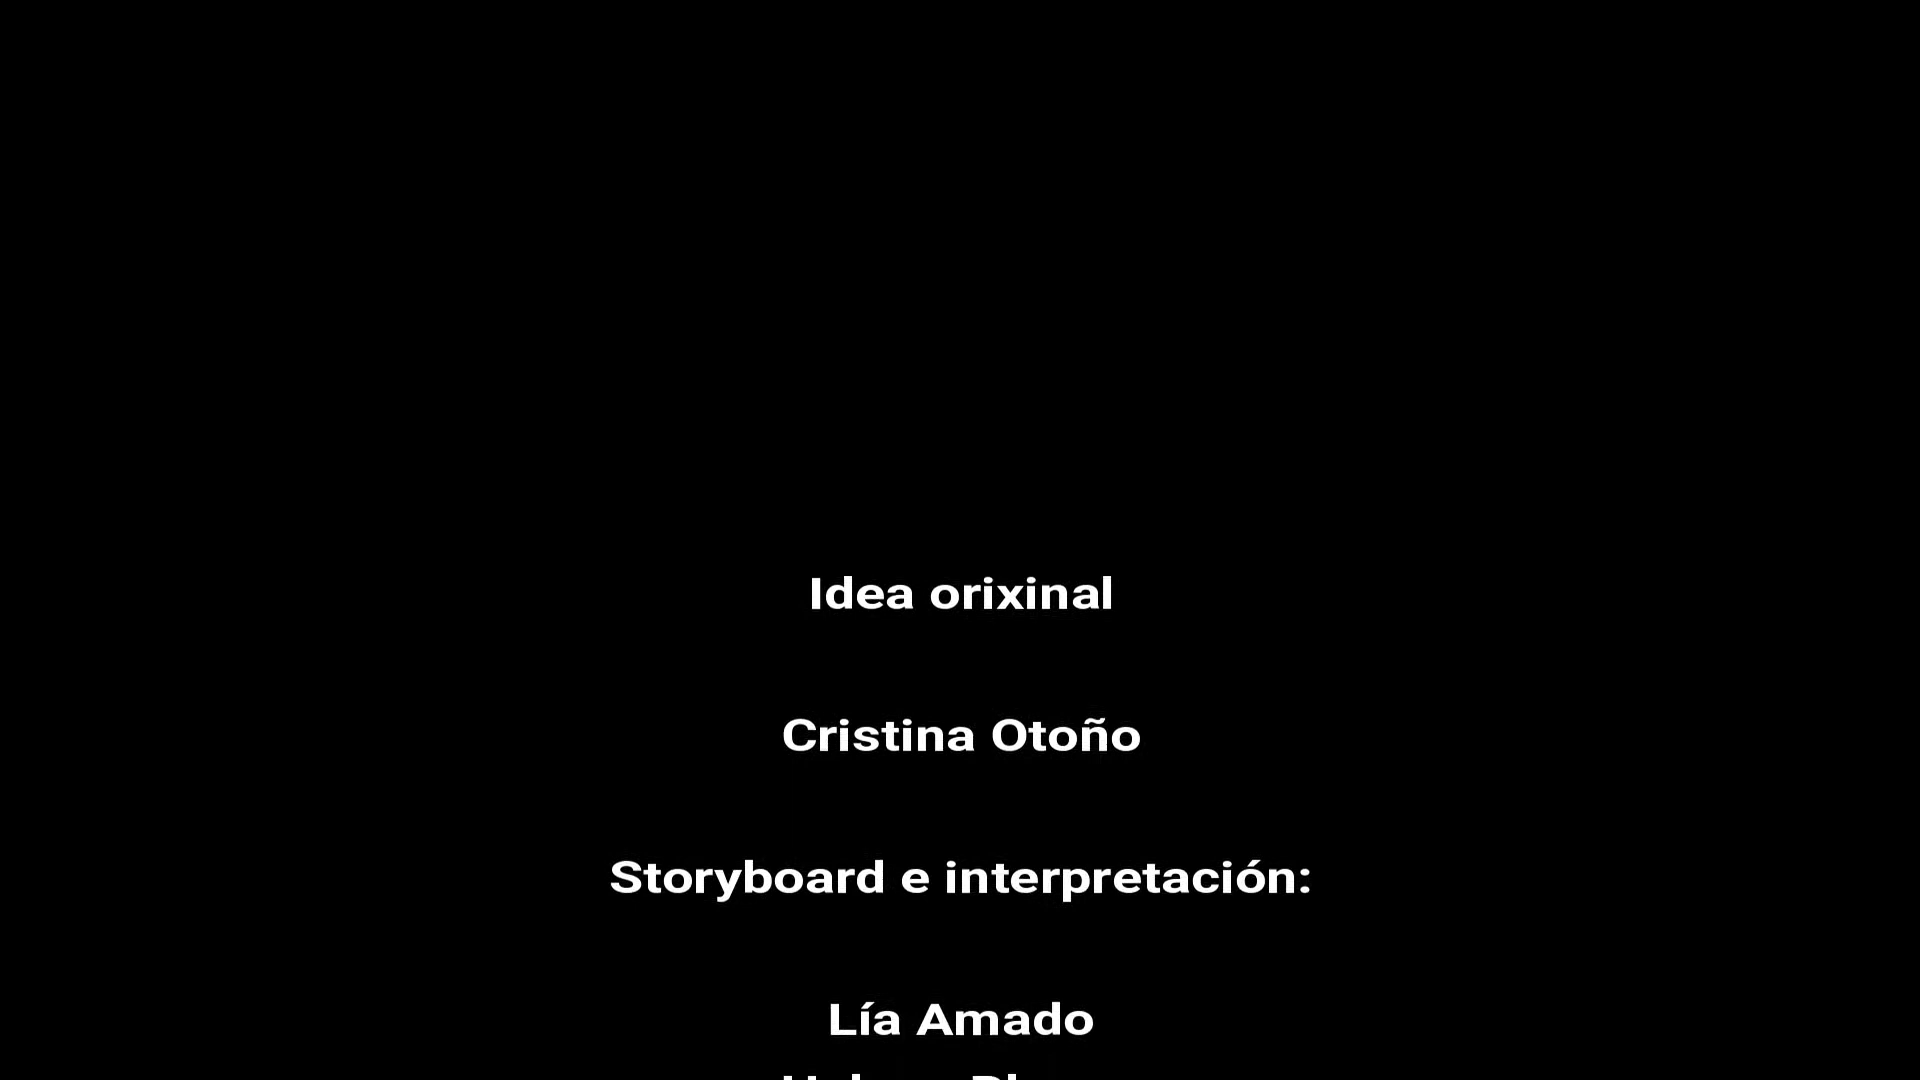 Idea orixinal
Cristina Otoño
Storyboard e interpretación:
Lía Amado